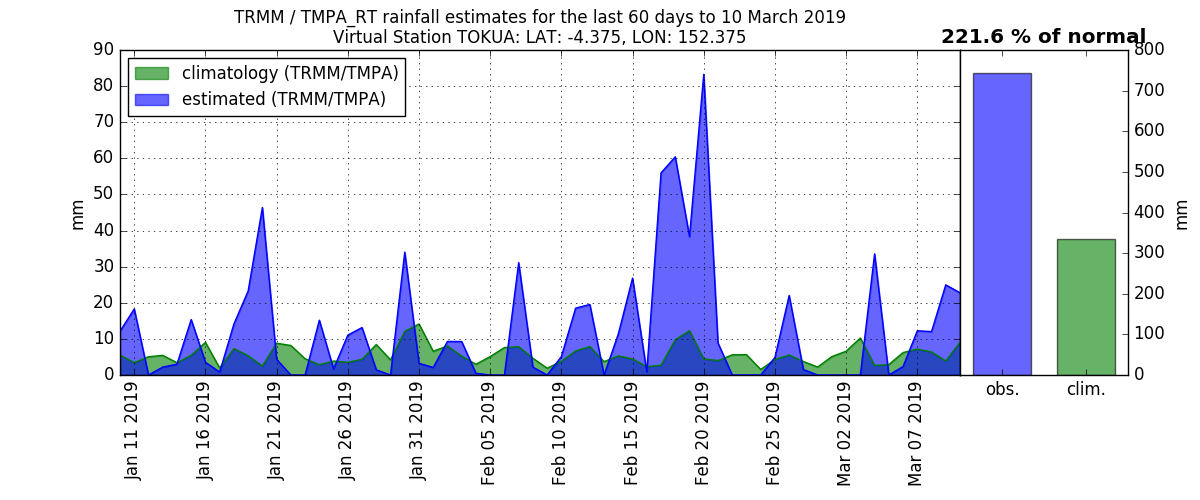 TRMM / TMPA_RT rainfall estimates for the last 60 days to 10 March 2019
Virtual Station TOKUA: LAT: -4.375, LON: 152.375
221.6 % of normal
climatology (TRMM/TMPA)
estimated (TRMM/TMPA)
mm
90
80
70
60
50
40
30
20
10
0
Jan 11 2019
Jan 16 2019
Jan 21 2019
Jan 26 2019
Jan 31 2019
Feb 05 2019
Feb 10 2019
Feb 15 2019
Feb 20 2019
Feb 25 2019
Mar 02 2019
Mar 07 2019
800
700
600
500
400
300
200
100
0
mm
obs.
clim.